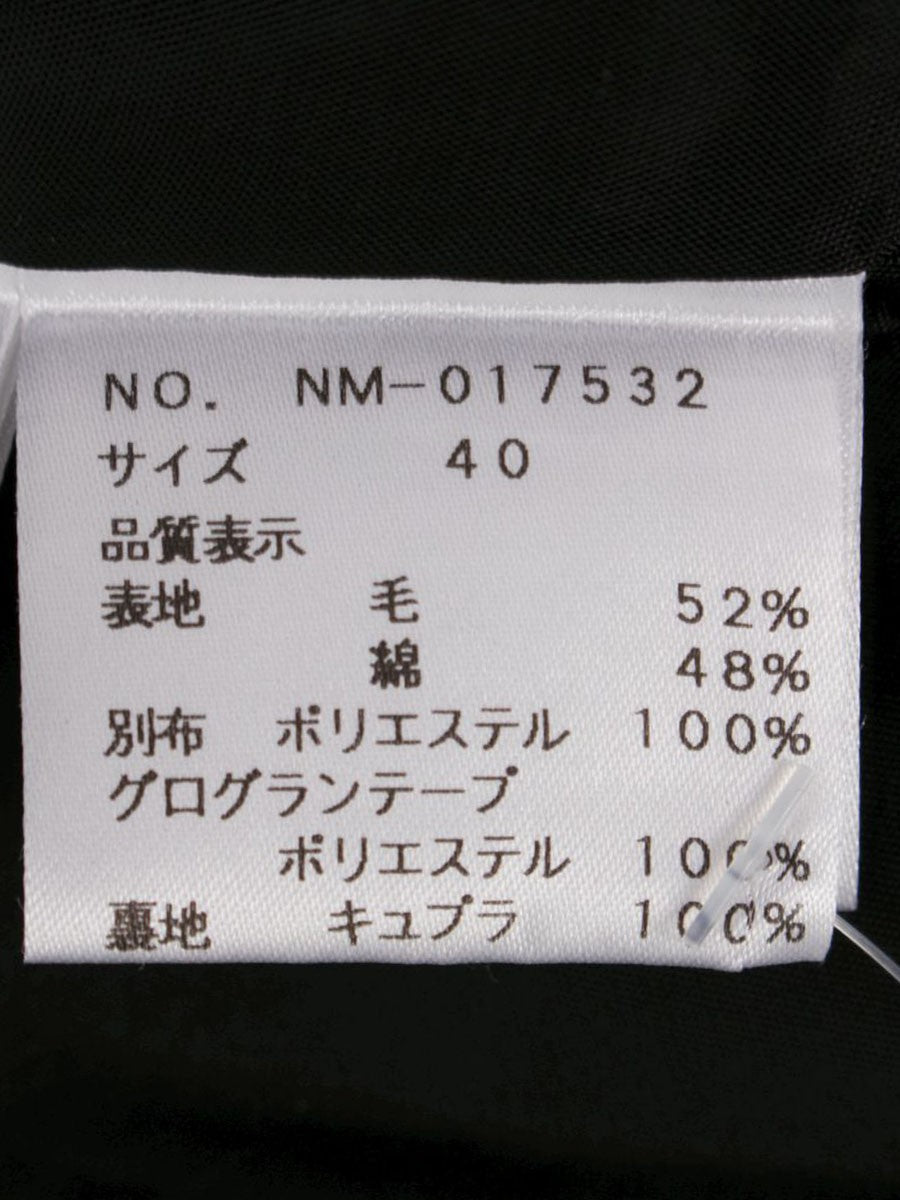 NO. NM-017532
サイズ 40
品質表示
表地 毛 52%
綿 48%
別布 ポリエステル 100%
グログランテープ
ポリエステル 100%
裏地 キュプラ 100%